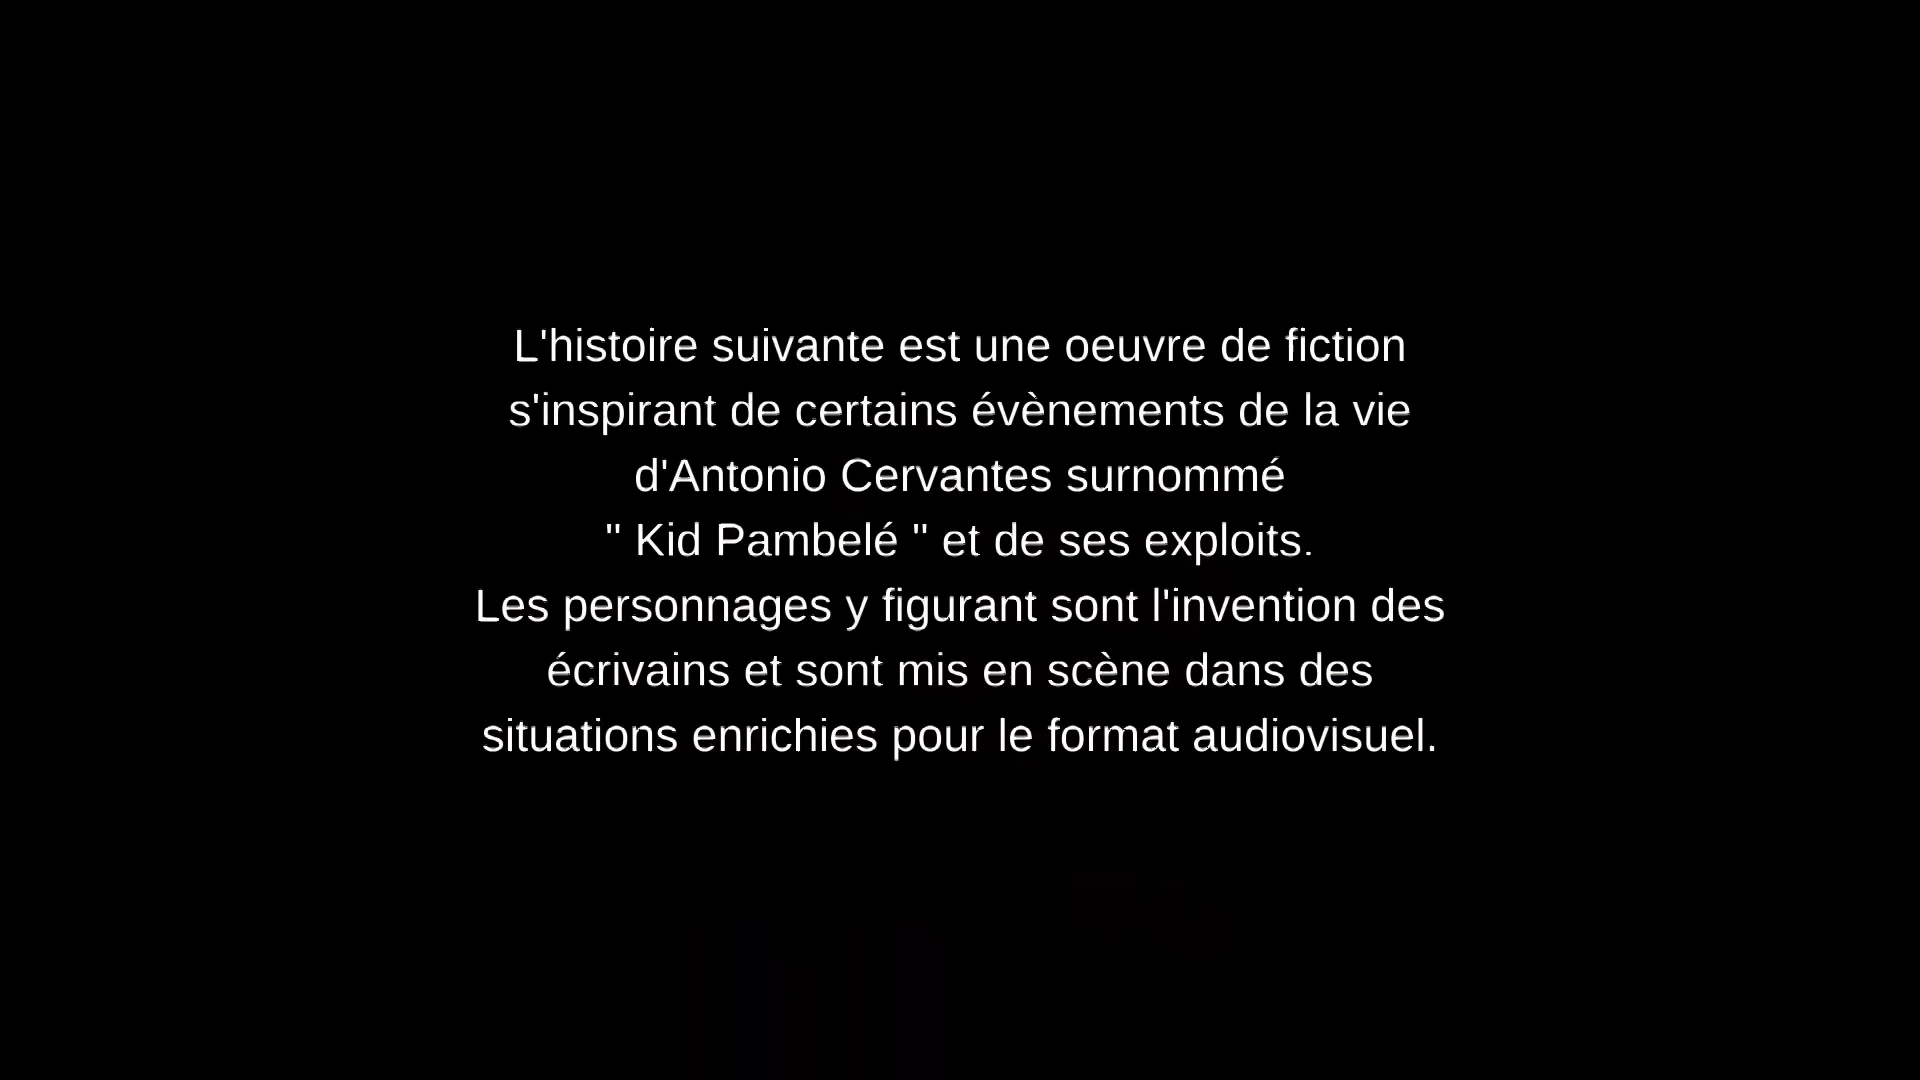 L'histoire suivante est une oeuvre de fiction
s'inspirant de certains évènements de la vie
d'Antonio Cervantes surnommé
" Kid Pambelé " et de ses exploits.
Les personnages y figurant sont l'invention des
écrivains et sont mis en scène dans des
situations enrichies pour le format audiovisuel.